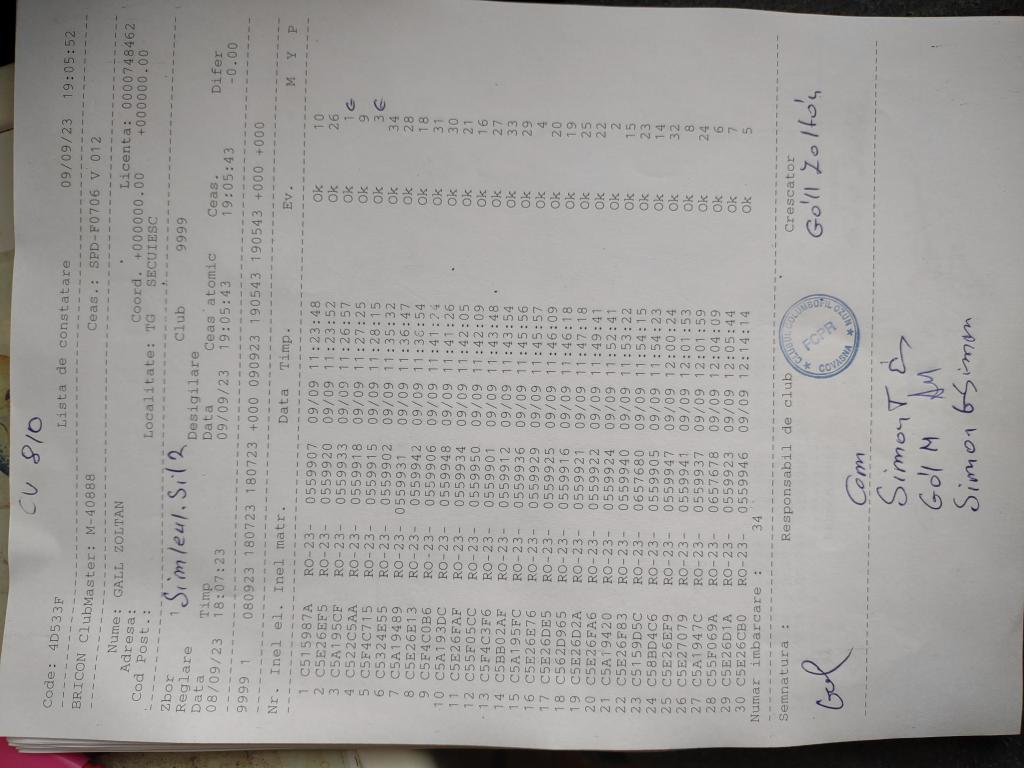 CV 810
Code: 4D533F Lista de constatare 09/09/23 19:05:52
BRICON ClubMaster: M-40888 Ceas.: SPD-F0706 V 012
Nume: GALL ZOLTAN Licenta: 0000748462
Adresa: Coord. +000000.00 +000000.00
Cod Post.: Localitate: TG SECUIESC
Zbor 1 Simleul.Sil 2 Club 9999
Reglare Desigilare
Data Timp Data Ceas atomic Ceas. Difer
08/09/23 18:07:23 09/09/23 19:05:43 19:05:43 -0.00
9999 1 080923 180723 180723 +000 090923 190543 190543 +000 +000
Nr. Inel el. Inel matr. Data Timp. Ev. M Y P
1 C515987A RO-23- 0559907 09/09 11:23:48 Ok 10
2 C5E26BE5 RO-23- 0559920 09/09 11:23:52 Ok 26
3 C5A195CF RO-23- 0559933 09/09 11:26:57 Ok 1 G
4 C522C5AA RO-23- 0559918 09/09 11:27:25 Ok 9
5 C5F4C715 RO-23- 0559915 09/09 11:28:15 Ok 3 G
6 C5324E55 RO-23- 0559902 09/09 11:35:32 Ok 34
7 C5A19489 RO-23- 0559931 09/09 11:36:47 Ok 28
8 C5E26E13 RO-23- 0559942 09/09 11:36:54 Ok 18
9 C5F4C0B6 RO-23- 0559906 09/09 11:41:24 Ok 31
10 C5A193DC RO-23- 0559948 09/09 11:41:26 Ok 30
11 C5E26FAF RO-23- 0559934 09/09 11:42:05 Ok 21
12 C55F05CC RO-23- 0559950 09/09 11:42:09 Ok 16
13 C5F4C3F6 RO-23- 0559901 09/09 11:43:48 Ok 27
14 C5BB02AF RO-23- 0559912 09/09 11:43:54 Ok 33
15 C5A195FC RO-23- 0559936 09/09 11:45:56 Ok 29
16 C5E26E76 RO-23- 0559929 09/09 11:45:57 Ok 4
17 C5E26DE5 RO-23- 0559925 09/09 11:46:09 Ok 20
18 C562D965 RO-23- 0559916 09/09 11:46:18 Ok 19
19 C5E26D2A RO-23- 0559921 09/09 11:47:18 Ok 25
20 C5E26FA6 RO-23- 0559922 09/09 11:49:41 Ok 22
21 C5A19420 RO-23- 0559924 09/09 11:52:41 Ok 2
22 C5E26F83 RO-23- 0559940 09/09 11:53:22 Ok 15
23 C5159D5C RO-23- 0657680 09/09 11:54:15 Ok 23
24 C58BD4C6 RO-23- 0559905 09/09 11:54:23 Ok 14
25 C5E26EF9 RO-23- 0559947 09/09 12:00:24 Ok 32
26 C5E27079 RO-23- 0559941 09/09 12:01:53 Ok 8
27 C5A1947C RO-23- 0559937 09/09 12:01:59 Ok 24
28 C55F069A RO-23- 0657678 09/09 12:04:09 Ok 6
29 C5E26D1A RO-23- 0559923 09/09 12:05:44 Ok 7
30 C5E26CB0 RO-23- 0559946 09/09 12:14:14 Ok 5
Numar imbarcare : 34
Semnatura : Responsabil de club Crescator
CLUBUL COLUMBOFIL OZUN
FCPR
COVASNA
Gáll Zoltán
Com
Simon T
Gál M
Simon G Simon